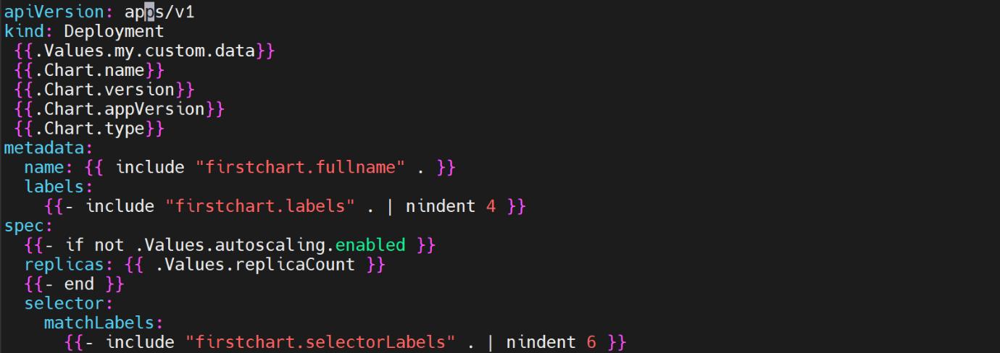 apiVersion: apps/v1
kind: Deployment
 {{.Values.my.custom.data}}
 {{.Chart.name}}
 {{.Chart.version}}
 {{.Chart.appVersion}}
 {{.Chart.type}}
metadata:
  name: {{ include "firstchart.fullname" . }}
  labels:
    {{- include "firstchart.labels" . | nindent 4 }}
spec:
  {{- if not .Values.autoscaling.enabled }}
  replicas: {{ .Values.replicaCount }}
  {{- end }}
  selector:
    matchLabels:
      {{- include "firstchart.selectorLabels" . | nindent 6 }}